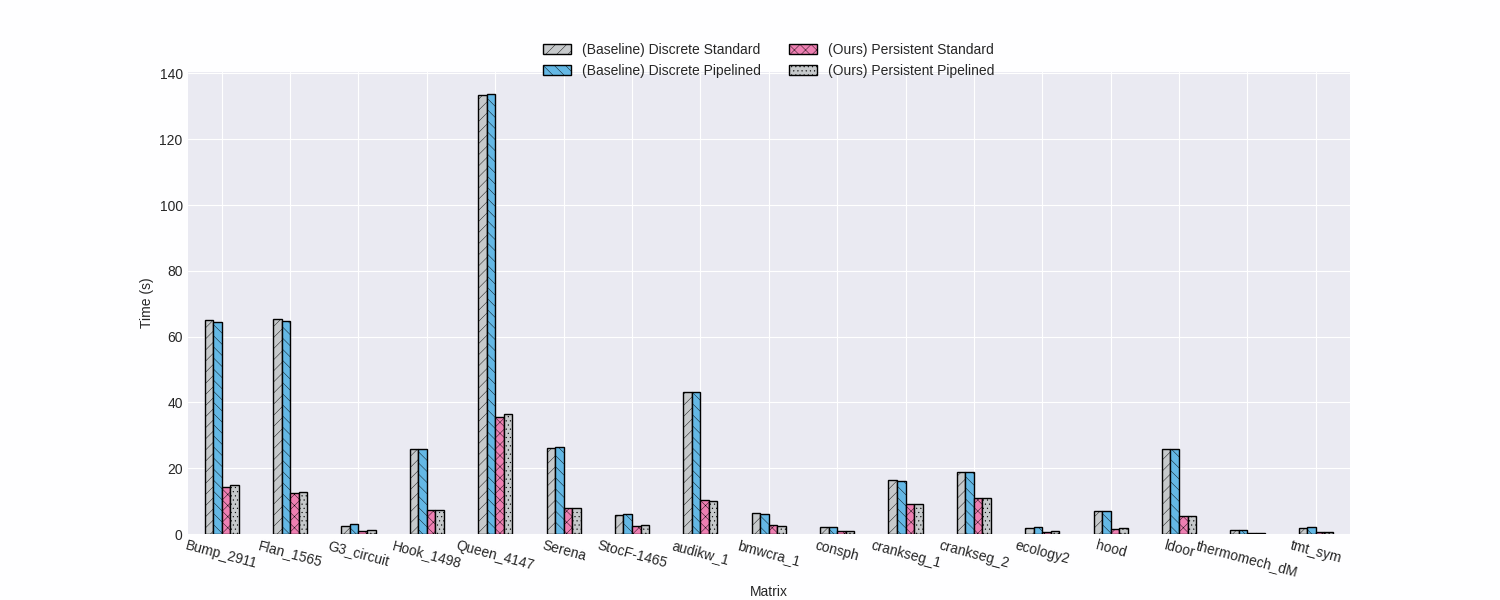 (Baseline) Discrete Standard
(Baseline) Discrete Pipelined
(Ours) Persistent Standard
(Ours) Persistent Pipelined
140
120
100
80
60
40
20
0
Time (s)
Bump_2911
Flan_1565
G3_circuit
Hook_1498
Queen_4147
Serena
StocF-1465
audikw_1
bmwcra_1
consph
crankseg_1
crankseg_2
ecology2
hood
ldoor
thermomech_dM
tmt_sym
Matrix